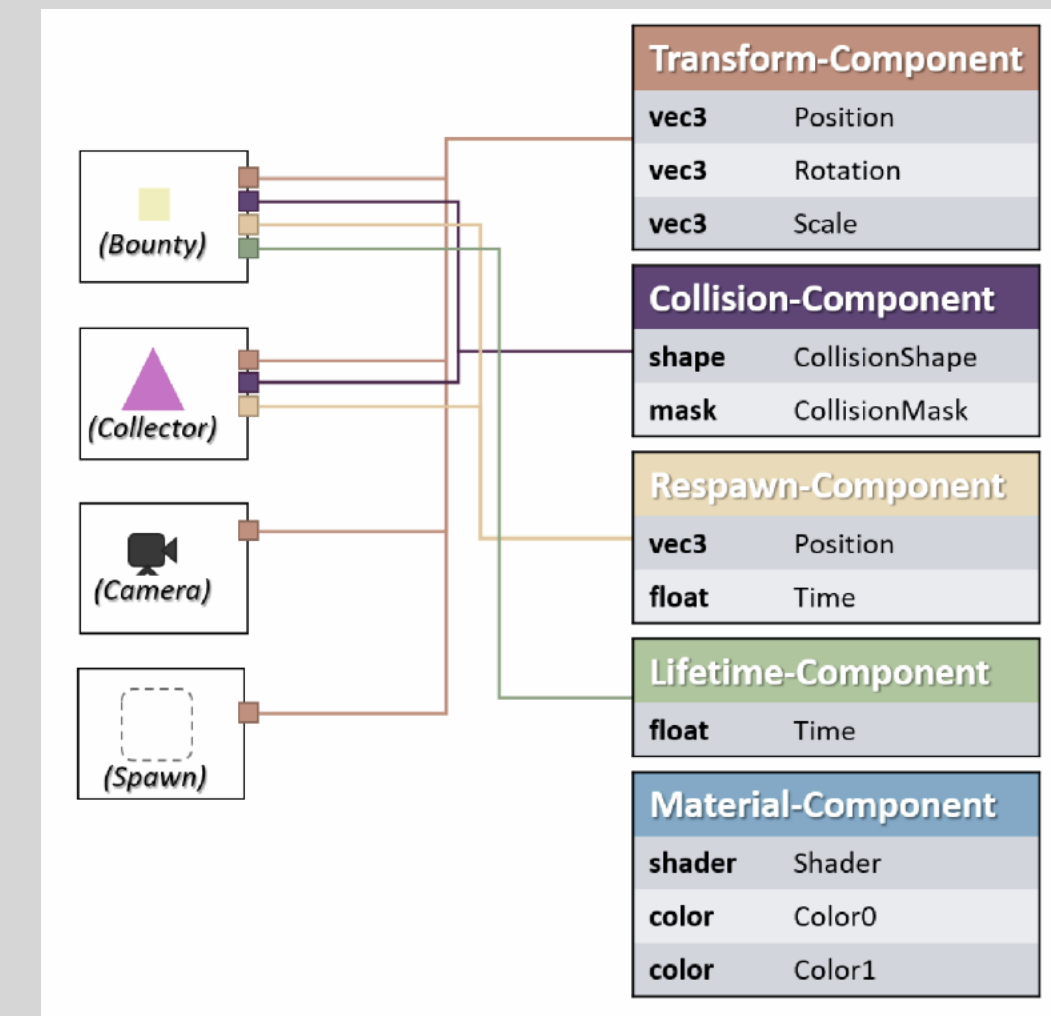 (Bounty)
(Collector)
(Camera)
(Spawn)
Transform-Component
vec3 Position
vec3 Rotation
vec3 Scale
Collision-Component
shape CollisionShape
mask CollisionMask
Respawn-Component
vec3 Position
float Time
Lifetime-Component
float Time
Material-Component
shader Shader
color Color0
color Color1